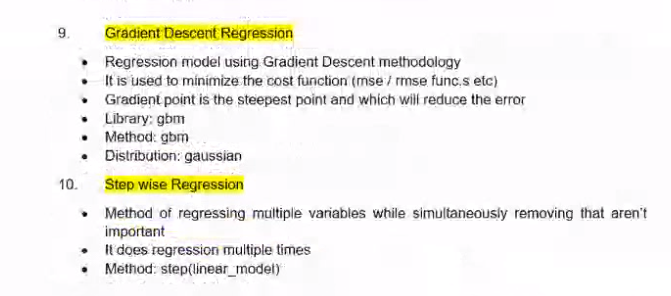 9. Gradient Descent Regression
• Regression model using Gradient Descent methodology
• It is used to minimize the cost function (mse / rmse func.s etc)
• Gradient point is the steepest point and which will reduce the error
• Library: gbm
• Method: gbm
• Distribution: gaussian
10. Step wise Regression
• Method of regressing multiple variables while simultaneously removing that aren't
important
• It does regression multiple times
• Method: step(linear_model)